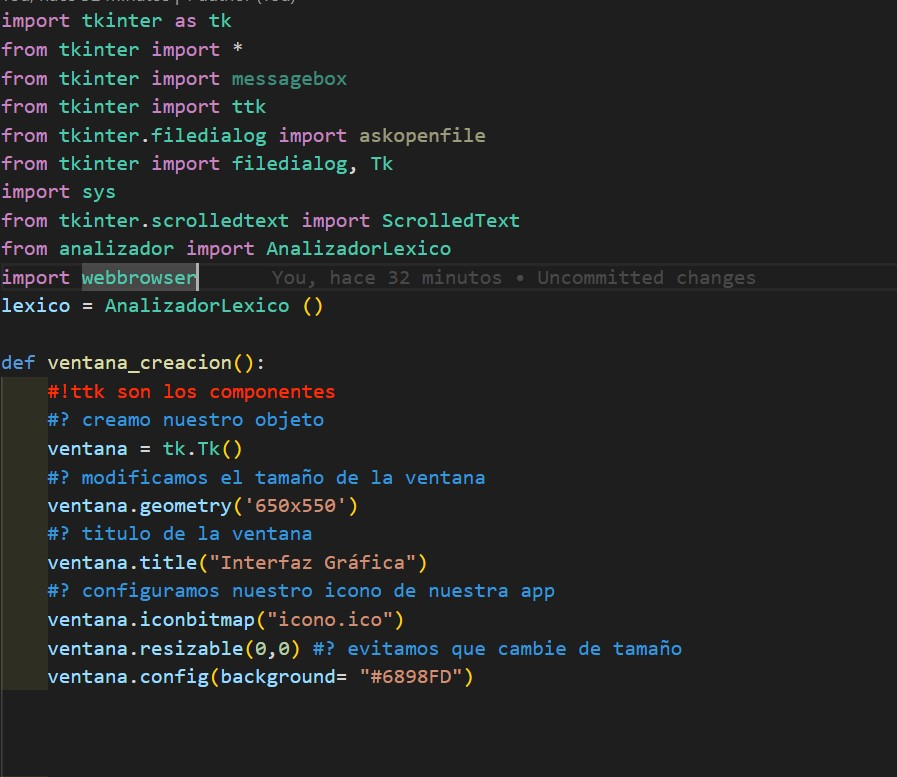 import tkinter as tk
from tkinter import *
from tkinter import messagebox
from tkinter import ttk
from tkinter.filedialog import askopenfile
from tkinter import filedialog, Tk
import sys
from tkinter.scrolledtext import ScrolledText
from analizador import AnalizadorLexico
import webbrowser You, hace 32 minutos • Uncommitted changes
lexico = AnalizadorLexico ()
def ventana_creacion():
#!ttk son los componentes
#? creamo nuestro objeto
ventana = tk.Tk()
#? modificamos el tamaño de la ventana
ventana.geometry('650x550')
#? titulo de la ventana
ventana.title("Interfaz Gráfica")
#? configuramos nuestro icono de nuestra app
ventana.iconbitmap("icono.ico")
ventana.resizable(0,0) #? evitamos que cambie de tamaño
ventana.config(background= "#6898FD")